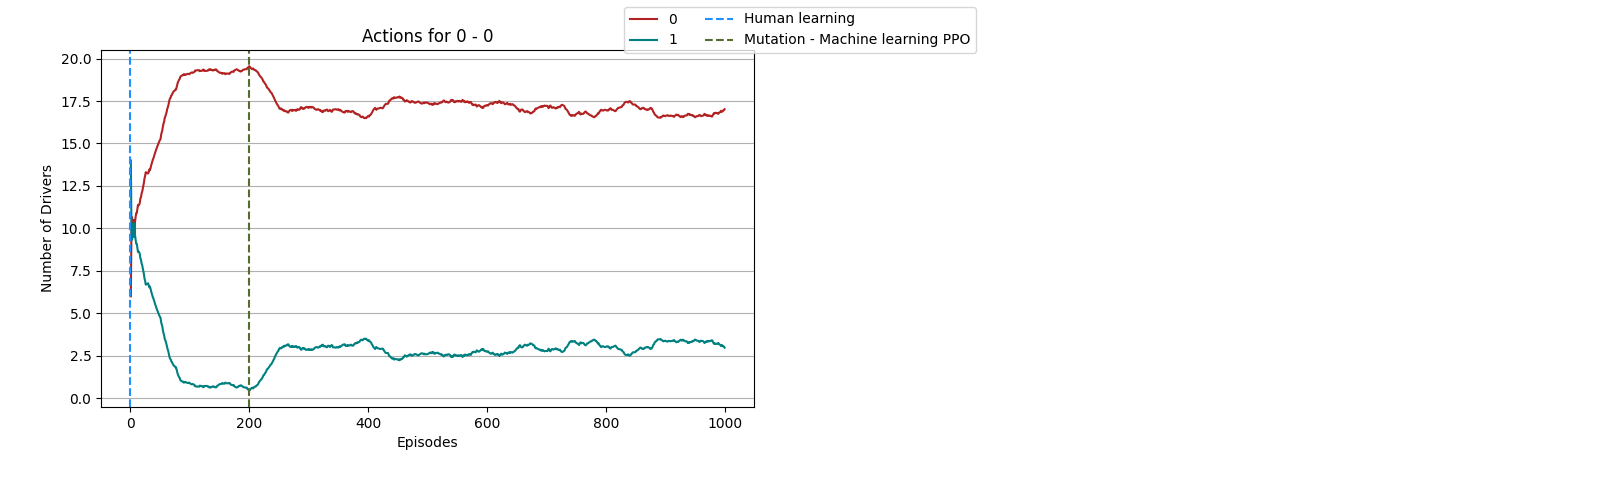 Actions for 0 - 0
0
1
Human learning
Mutation - Machine learning PPO
20.0
17.5
15.0
12.5
10.0
7.5
5.0
2.5
0.0
Number of Drivers
0 200 400 600 800 1000
Episodes